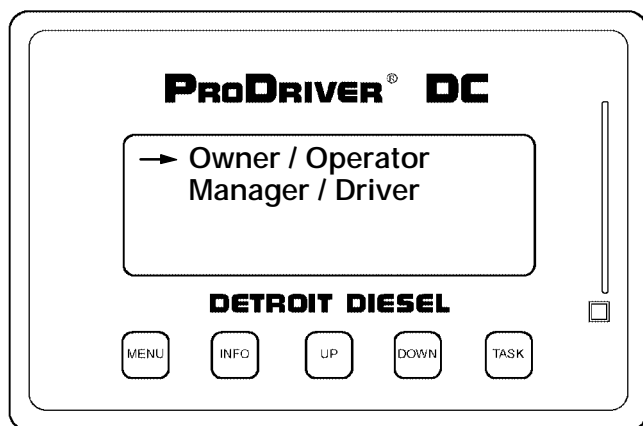 PRODRIVER® DC
→ Owner / Operator
Manager / Driver
DETROIT DIESEL
MENU INFO UP DOWN TASK